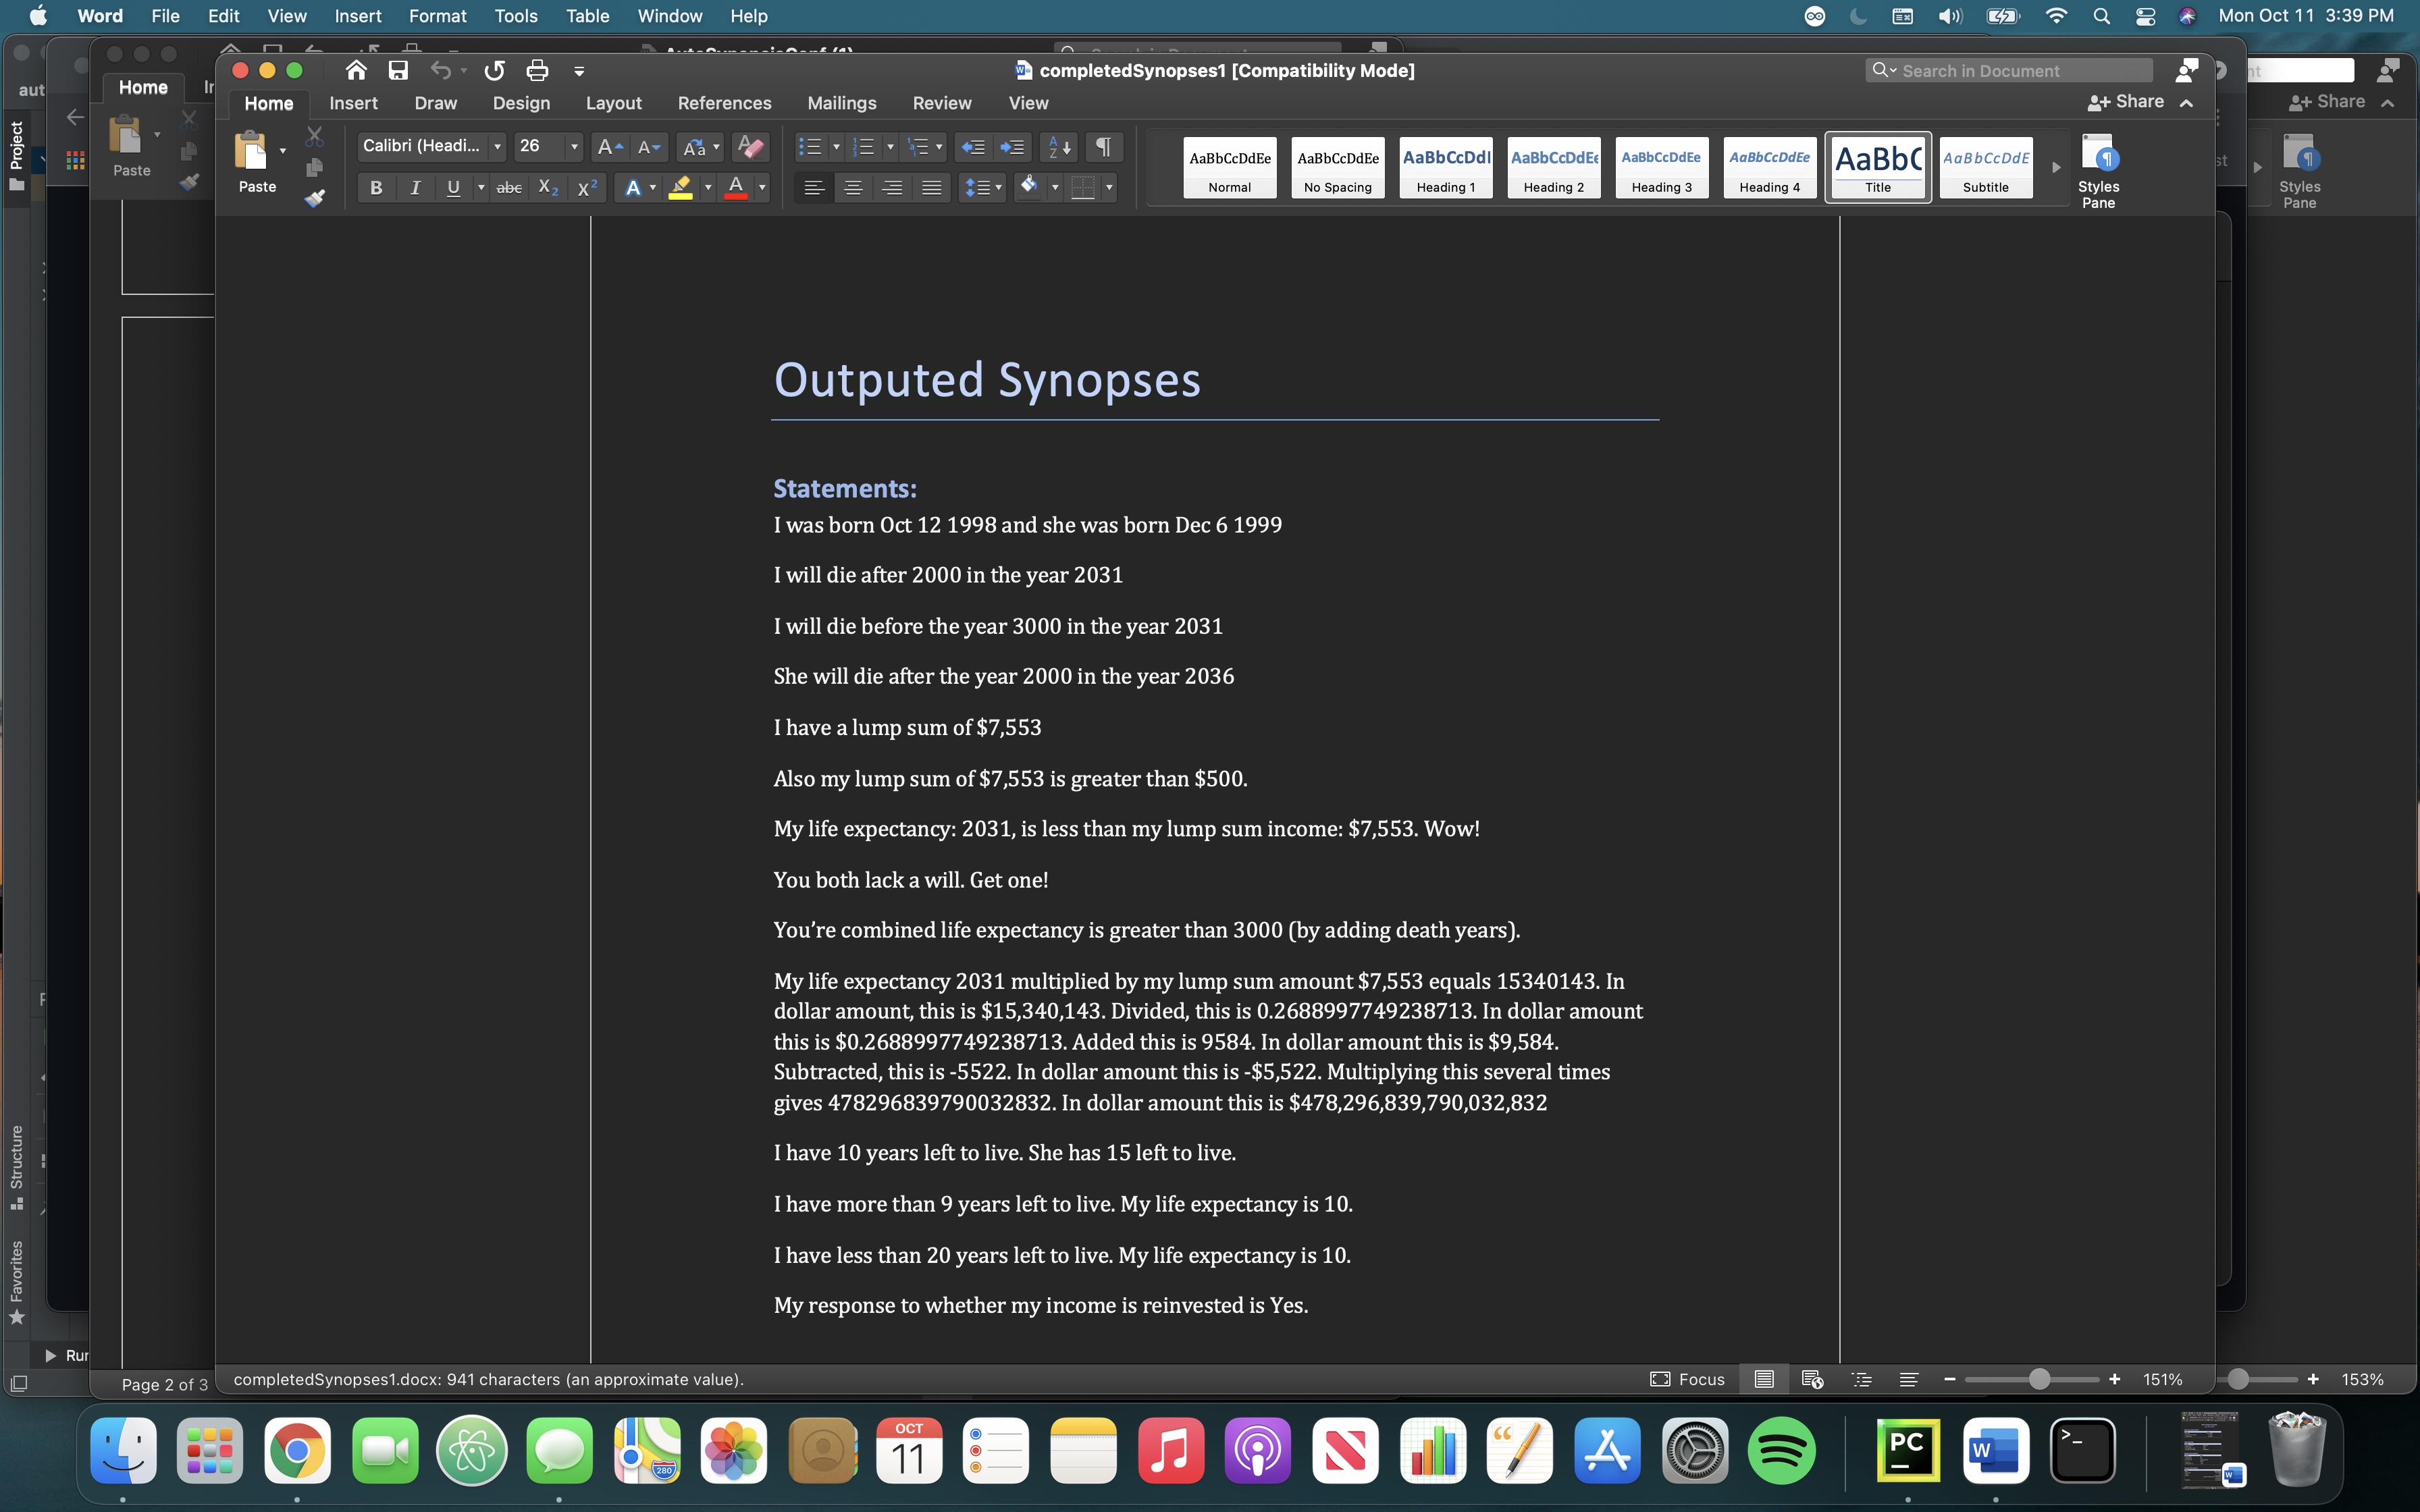 Word File Edit View Insert Format Tools Table Window Help Mon Oct 11 3:39 PM
completedSynopses1 [Compatibility Mode]
Search in Document
Home Insert Draw Design Layout References Mailings Review View
Share
Share
Home
aut
Project
Paste
Paste
Calibri (Headi... 26
AaBbCcDdEe Normal
AaBbCcDdEe No Spacing
AaBbCcDdI Heading 1
AaBbCcDdEe Heading 2
AaBbCcDdEe Heading 3
AaBbCcDdEe Heading 4
AaBbC Title
AaBbCcDdE Subtitle
Styles Pane
Styles Pane
Outputed Synopses
Statements:
I was born Oct 12 1998 and she was born Dec 6 1999
I will die after 2000 in the year 2031
I will die before the year 3000 in the year 2031
She will die after the year 2000 in the year 2036
I have a lump sum of $7,553
Also my lump sum of $7,553 is greater than $500.
My life expectancy: 2031, is less than my lump sum income: $7,553. Wow!
You both lack a will. Get one!
You’re combined life expectancy is greater than 3000 (by adding death years).
My life expectancy 2031 multiplied by my lump sum amount $7,553 equals 15340143. In
dollar amount, this is $15,340,143. Divided, this is 0.2688997749238713. In dollar amount
this is $0.2688997749238713. Added this is 9584. In dollar amount this is $9,584.
Subtracted, this is -5522. In dollar amount this is -$5,522. Multiplying this several times
gives 478296839790032832. In dollar amount this is $478,296,839,790,032,832
I have 10 years left to live. She has 15 left to live.
I have more than 9 years left to live. My life expectancy is 10.
I have less than 20 years left to live. My life expectancy is 10.
My response to whether my income is reinvested is Yes.
Structure
Favorites
Run
Page 2 of 3
completedSynopses1.docx: 941 characters (an approximate value).
Focus
151%
153%
OCT
11
280
PC